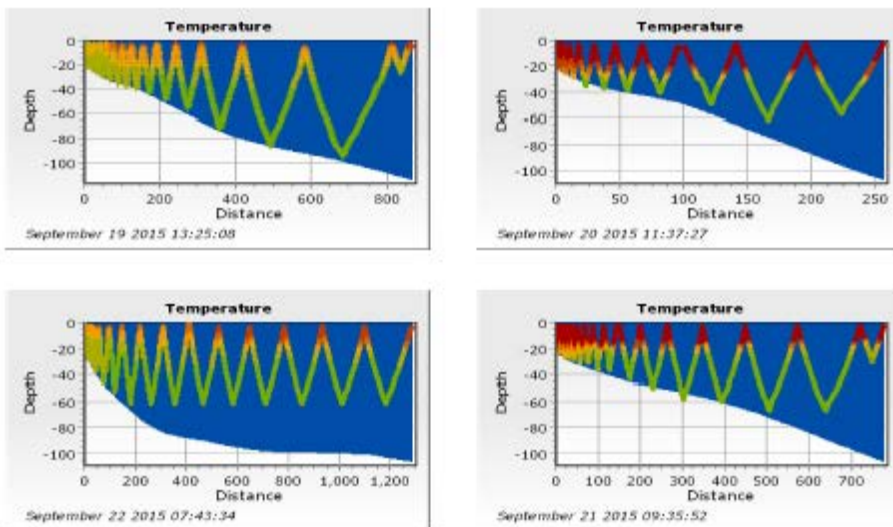 Temperature
0
-20
-40
-60
-80
-100
Depth
0 200 400 600 800
Distance
September 19 2015 13:25:08
Temperature
0
-20
-40
-60
-80
-100
Depth
0 50 100 150 200 250
Distance
September 20 2015 11:37:27
Temperature
0
-20
-40
-60
-80
-100
Depth
0 200 400 600 800 1,000 1,200
Distance
September 22 2015 07:43:34
Temperature
0
-20
-40
-60
-80
-100
Depth
0 100 200 300 400 500 600 700
Distance
September 21 2015 09:35:52